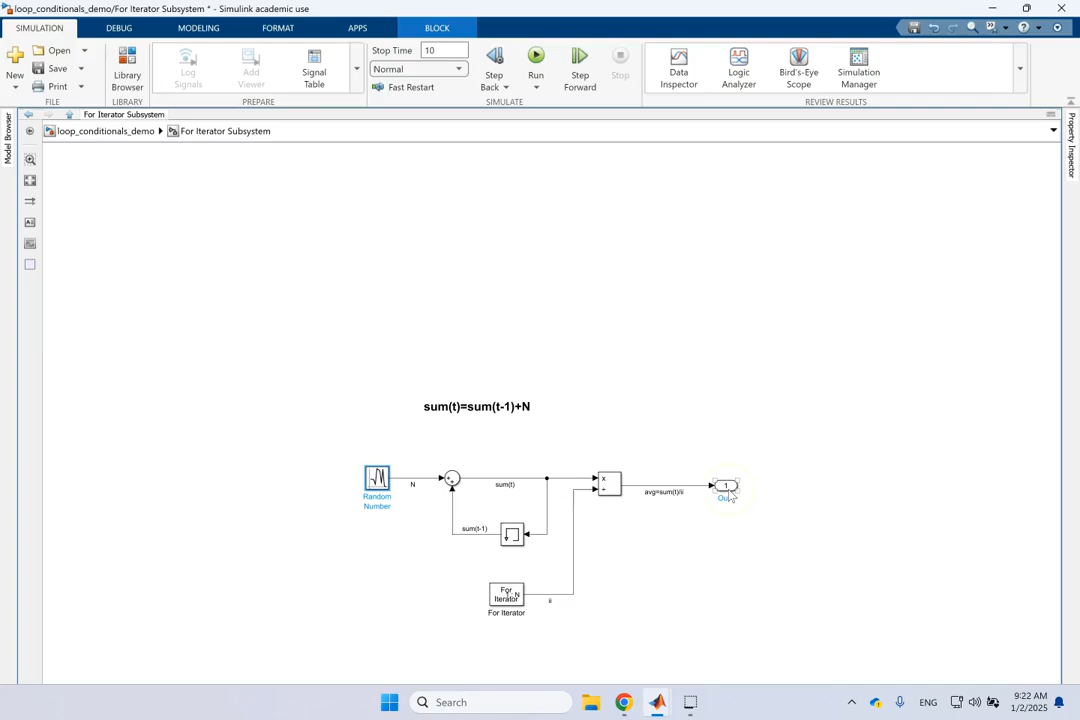 loop_conditionals_demo/For Iterator Subsystem * - Simulink academic use
SIMULATION DEBUG MODELING FORMAT APPS BLOCK
New
Open
Save
Print
FILE
Library Browser
LIBRARY
Log Signals
Add Viewer
Signal Table
PREPARE
Stop Time 10
Normal
Fast Restart
Step Back
Run
Step Forward
Stop
SIMULATE
Data Inspector
Logic Analyzer
Bird's-Eye Scope
Simulation Manager
REVIEW RESULTS
For Iterator Subsystem
loop_conditionals_demo For Iterator Subsystem
Model Browser
Property Inspector
sum(t)=sum(t-1)+N
Random Number
N
sum(t)
sum(t-1)
x
÷
avg=sum(t)/ii
1
For Iterator
1 : N
For Iterator
ii
Search
ENG
9:22 AM
1/2/2025